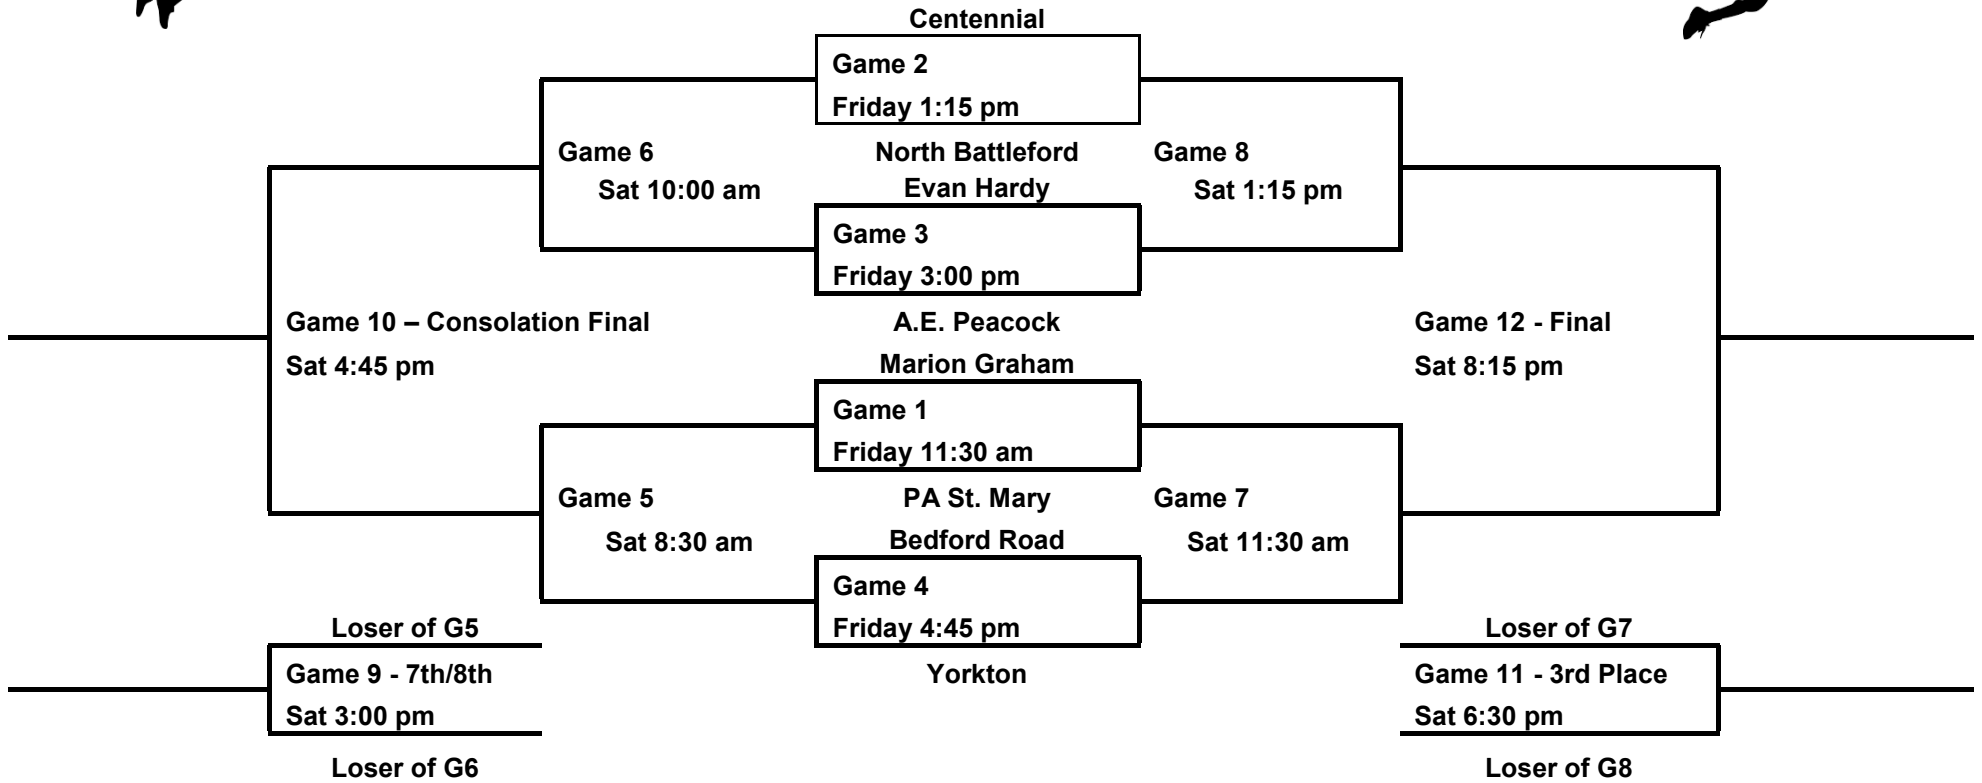 Centennial
Game 2
Friday 1:15 pm
Game 6
North Battleford
Game 8
Sat 10:00 am
Evan Hardy
Sat 1:15 pm
Game 3
Friday 3:00 pm
Game 10 – Consolation Final
A.E. Peacock
Game 12 - Final
Sat 4:45 pm
Marion Graham
Sat 8:15 pm
Game 1
Friday 11:30 am
Game 5
PA St. Mary
Game 7
Sat 8:30 am
Bedford Road
Sat 11:30 am
Game 4
Loser of G5
Friday 4:45 pm
Loser of G7
Game 9 - 7th/8th
Yorkton
Game 11 - 3rd Place
Sat 3:00 pm
Sat 6:30 pm
Loser of G6
Loser of G8